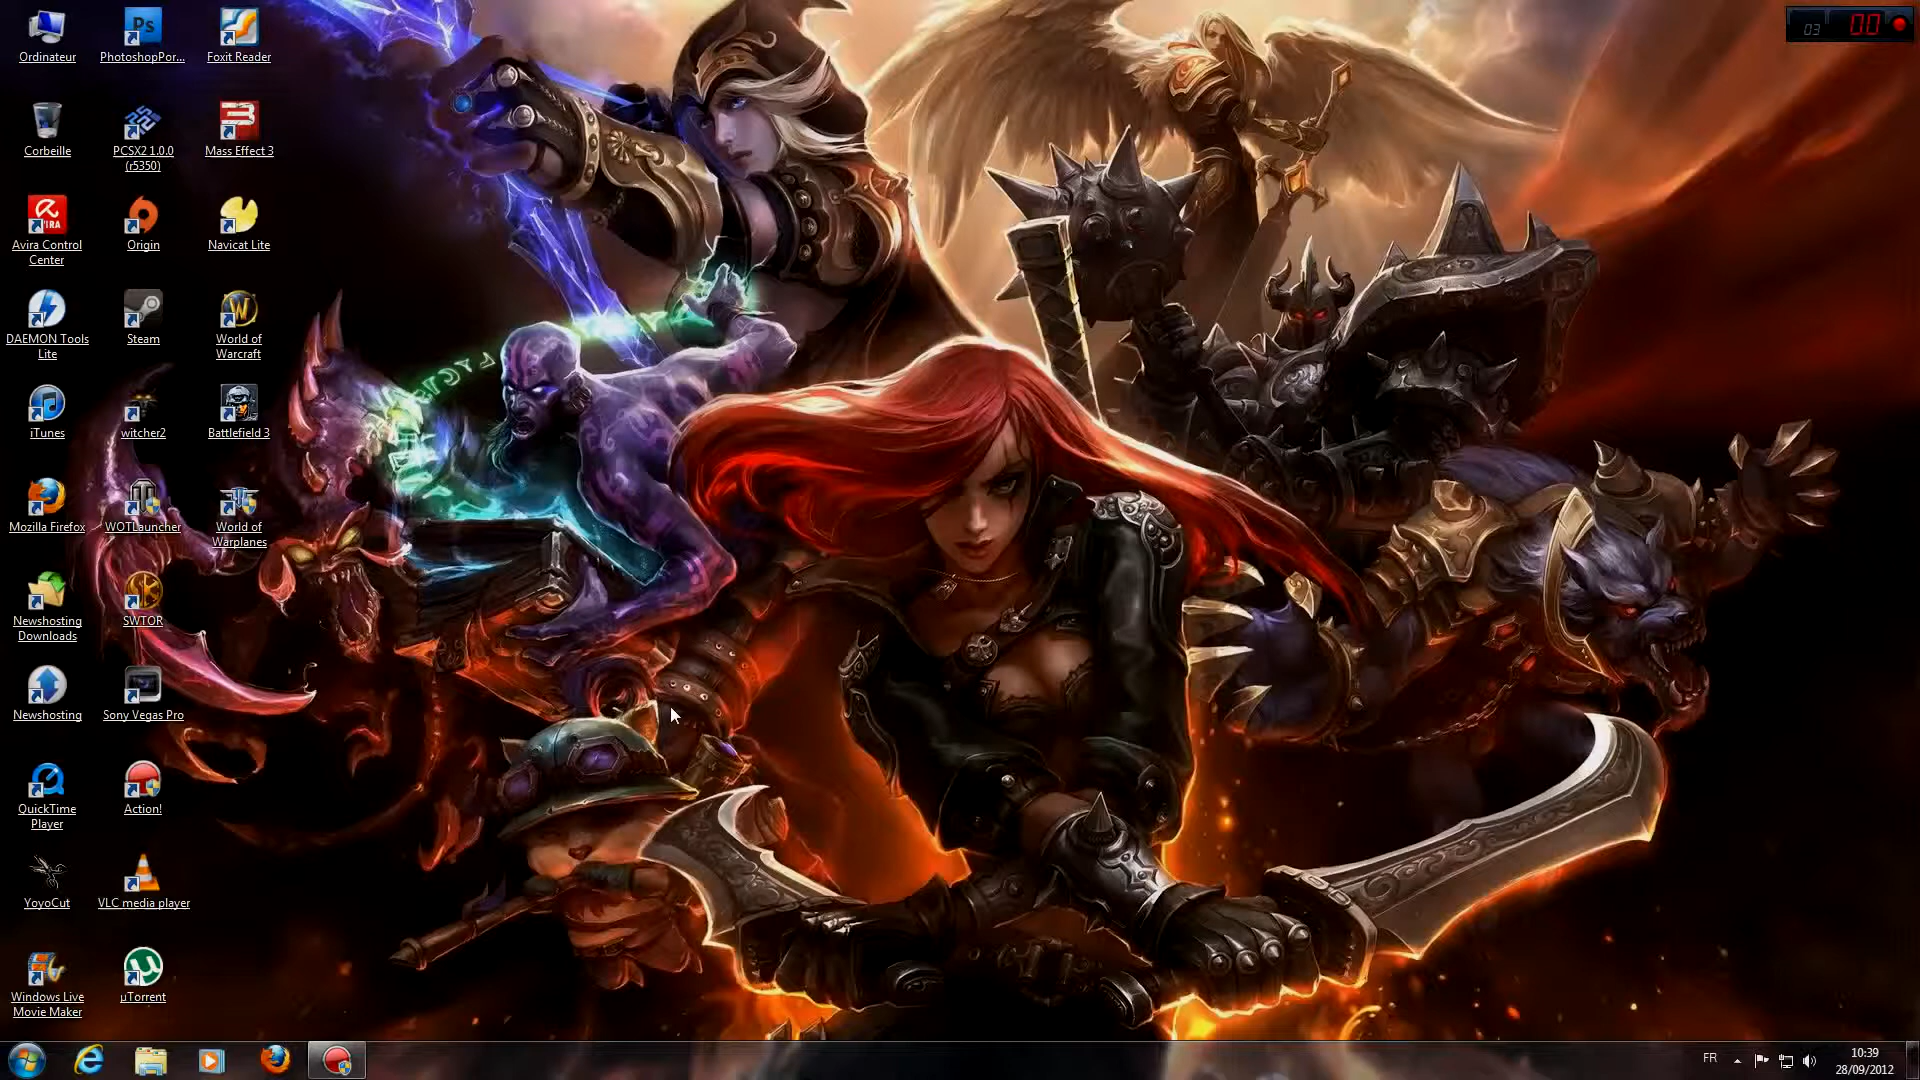 Ordinateur
PhotoshopPor...
Foxit Reader
Corbeille
PCSX2 1.0.0
(r5350)
Mass Effect 3
Avira Control
Center
Origin
Navicat Lite
DAEMON Tools
Lite
Steam
World of
Warcraft
iTunes
witcher2
Battlefield 3
Mozilla Firefox
WOTLauncher
World of
Warplanes
Newshosting
Downloads
SWTOR
Newshosting
Sony Vegas Pro
QuickTime
Player
Action!
YoyoCut
VLC media player
Windows Live
Movie Maker
µTorrent
03
00
FR
10:39
28/09/2012